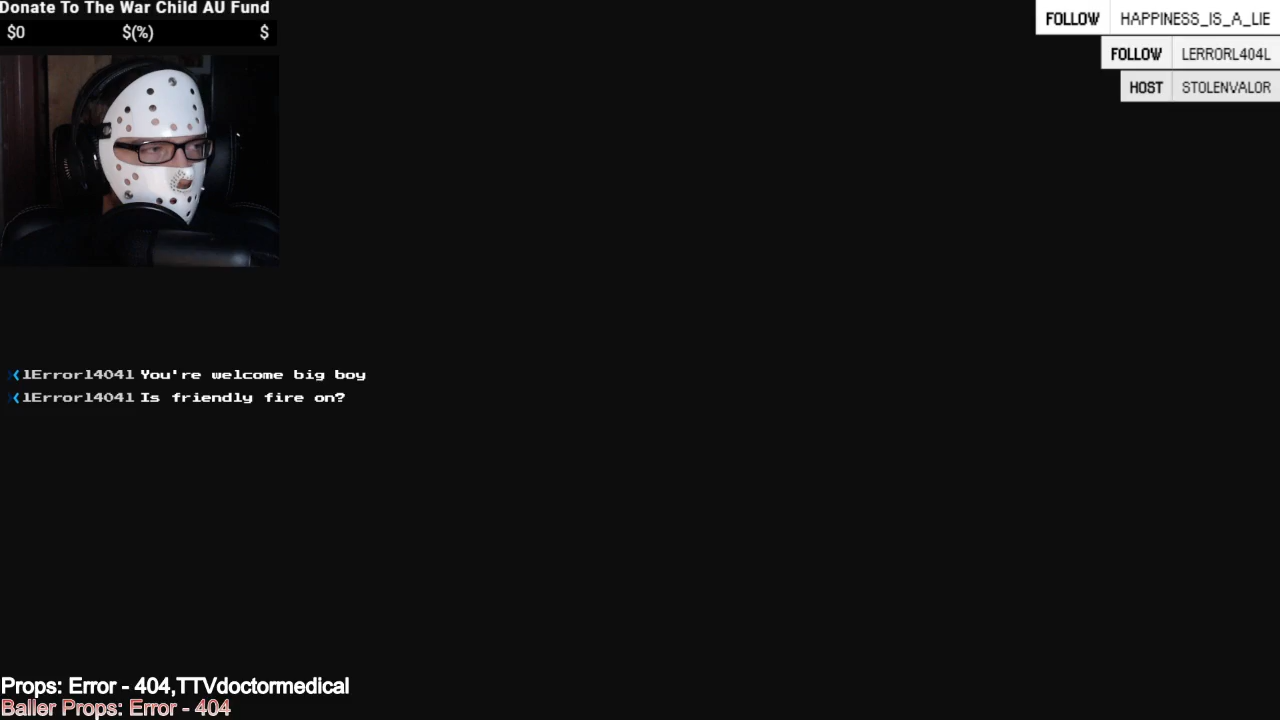 Donate To The War Child AU Fund
$0 $(%) $
FOLLOW HAPPINESS_IS_A_LIE
FOLLOW LERRORL404L
HOST STOLENVALOR
lErrorl404l You're welcome big boy
lErrorl404l Is friendly fire on?
Props: Error - 404,TTVdoctormedical
Baller Props: Error - 404